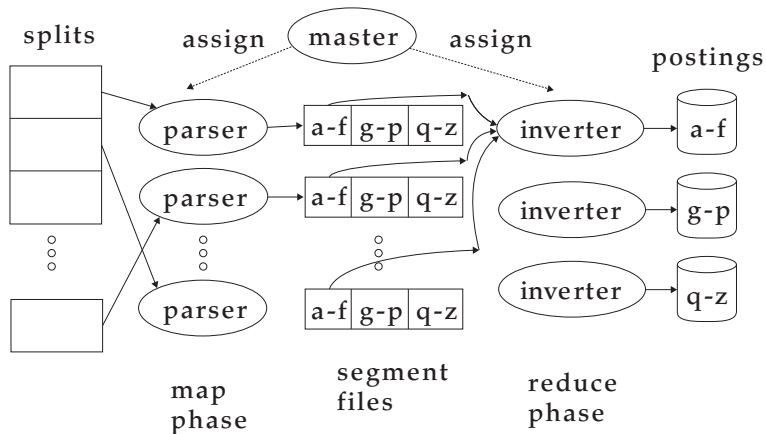 splits
assign
master
assign
postings
parser
a-f g-p q-z
inverter
a-f
parser
a-f g-p q-z
inverter
g-p
parser
a-f g-p q-z
inverter
q-z
map
phase
segment
files
reduce
phase